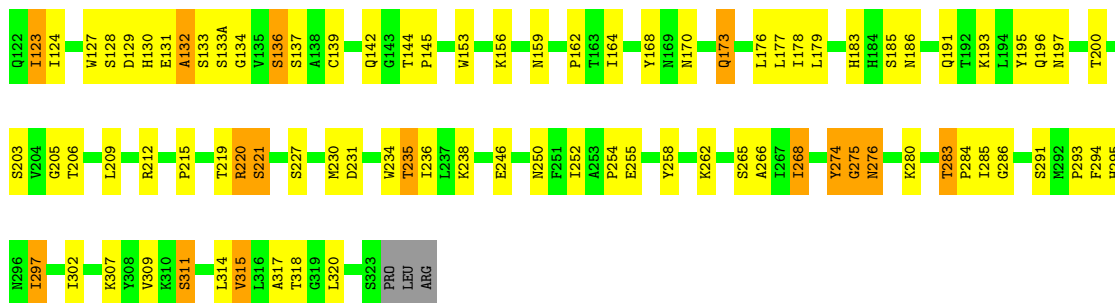 Q122 I123 I124 W127 S128 D129 H130 E131 A132 S133 S133A G134 V135 S136 S137 A138 C139 Q142 G143 T144 P145 W153 K156 N159 P162 T163 I164 Y168 N169 N170 Q173 L176 L177 I178 L179 H183 H184 S185 N186 Q191 T192 K193 L194 Y195 Q196 N197 T200
S203 V204 G205 T206 L209 R212 P215 T219 R220 S221 S227 M230 D231 W234 T235 I236 L237 K238 E246 N250 F251 I252 A253 P254 E255 Y258 K262 S265 A266 I267 I268 Y274 G275 N276 K280 T283 P284 I285 G286 S291 M292 P293 F294 H295
N296 I297 I302 K307 Y308 V309 K310 S311 L314 V315 L316 A317 T318 G319 L320 S323 PRO LEU ARG